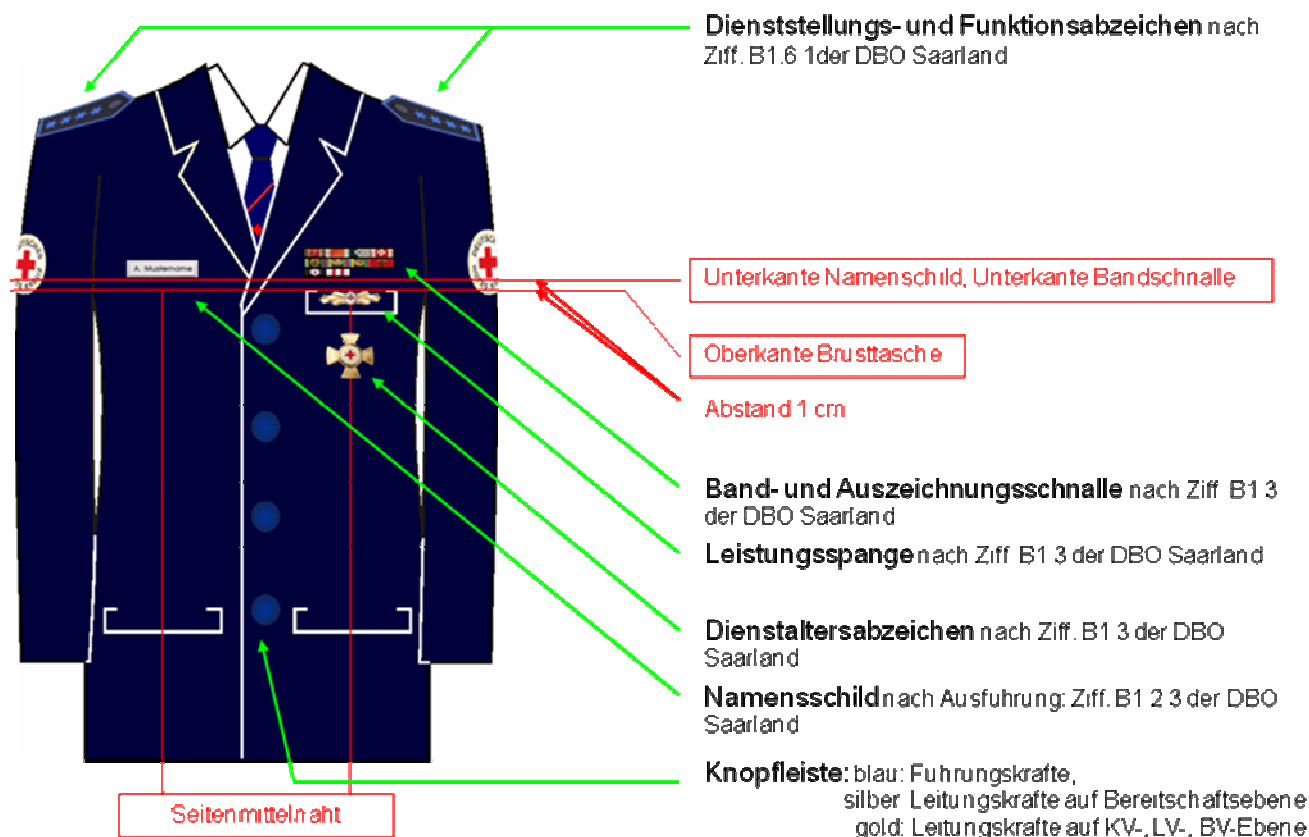 Dienststellungs- und Funktionsabzeichen nach
Ziff. B1.6 1der DBO Saarland
A. Mustername
Unterkante Namenschild, Unterkante Bandschnalle
Oberkante Brusttasche
Abstand 1 cm
Band- und Auszeichnungsschnalle nach Ziff B1 3
der DBO Saarland
Leistungsspange nach Ziff B1 3 der DBO Saarland
Dienstaltersabzeichen nach Ziff. B1 3 der DBO
Saarland
Namensschild nach Ausfuhrung: Ziff. B1 2 3 der DBO
Saarland
Knopfleiste: blau: Fuhrungskrafte,
silber Leitungskrafte auf Bereitschaftsebene
gold: Leitungskrafte auf KV-, LV-, BV-Ebene
Seitenmittelnaht